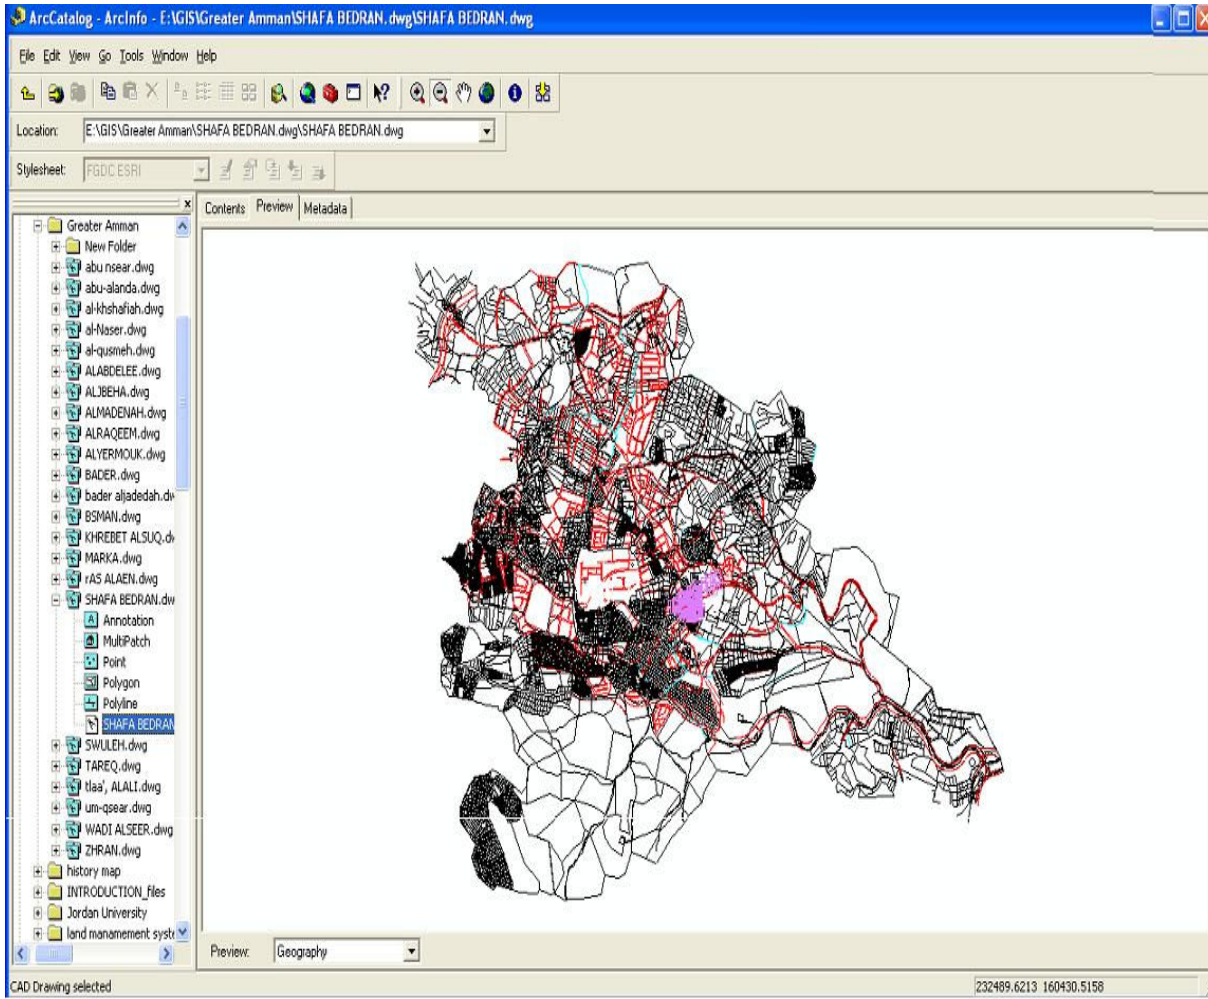 ArcCatalog - ArcInfo - E:\GIS\Greater Amman\SHAFA BEDRAN.dwg\SHAFA BEDRAN.dwg
File Edit View Go Tools Window Help
Location: E:\GIS\Greater Amman\SHAFA BEDRAN.dwg\SHAFA BEDRAN.dwg
Stylesheet: FGDC ESRI
Contents Preview Metadata
Greater Amman
New Folder
abu nsear.dwg
abu-alanda.dwg
al-khshafiah.dwg
al-Naser.dwg
al-qusmeh.dwg
ALABDELEE.dwg
ALJBEHA.dwg
ALMADENAH.dwg
ALRAQEEM.dwg
ALYERMOUK.dwg
BADER.dwg
bader aljadedah.dw
BSMAN.dwg
KHREBET ALSUQ.dw
MARKA.dwg
rAS ALAEN.dwg
SHAFA BEDRAN.dw
A Annotation
MultiPatch
Point
Polygon
Polyline
SHAFA BEDRAN
SWULEH.dwg
TAREQ.dwg
tlaa', ALALI.dwg
um-qsear.dwg
WADI ALSEER.dwg
ZHRAN.dwg
history map
INTRODUCTION_files
Jordan University
land manamement syste
Preview: Geography
CAD Drawing selected 232489.6213 160430.5158